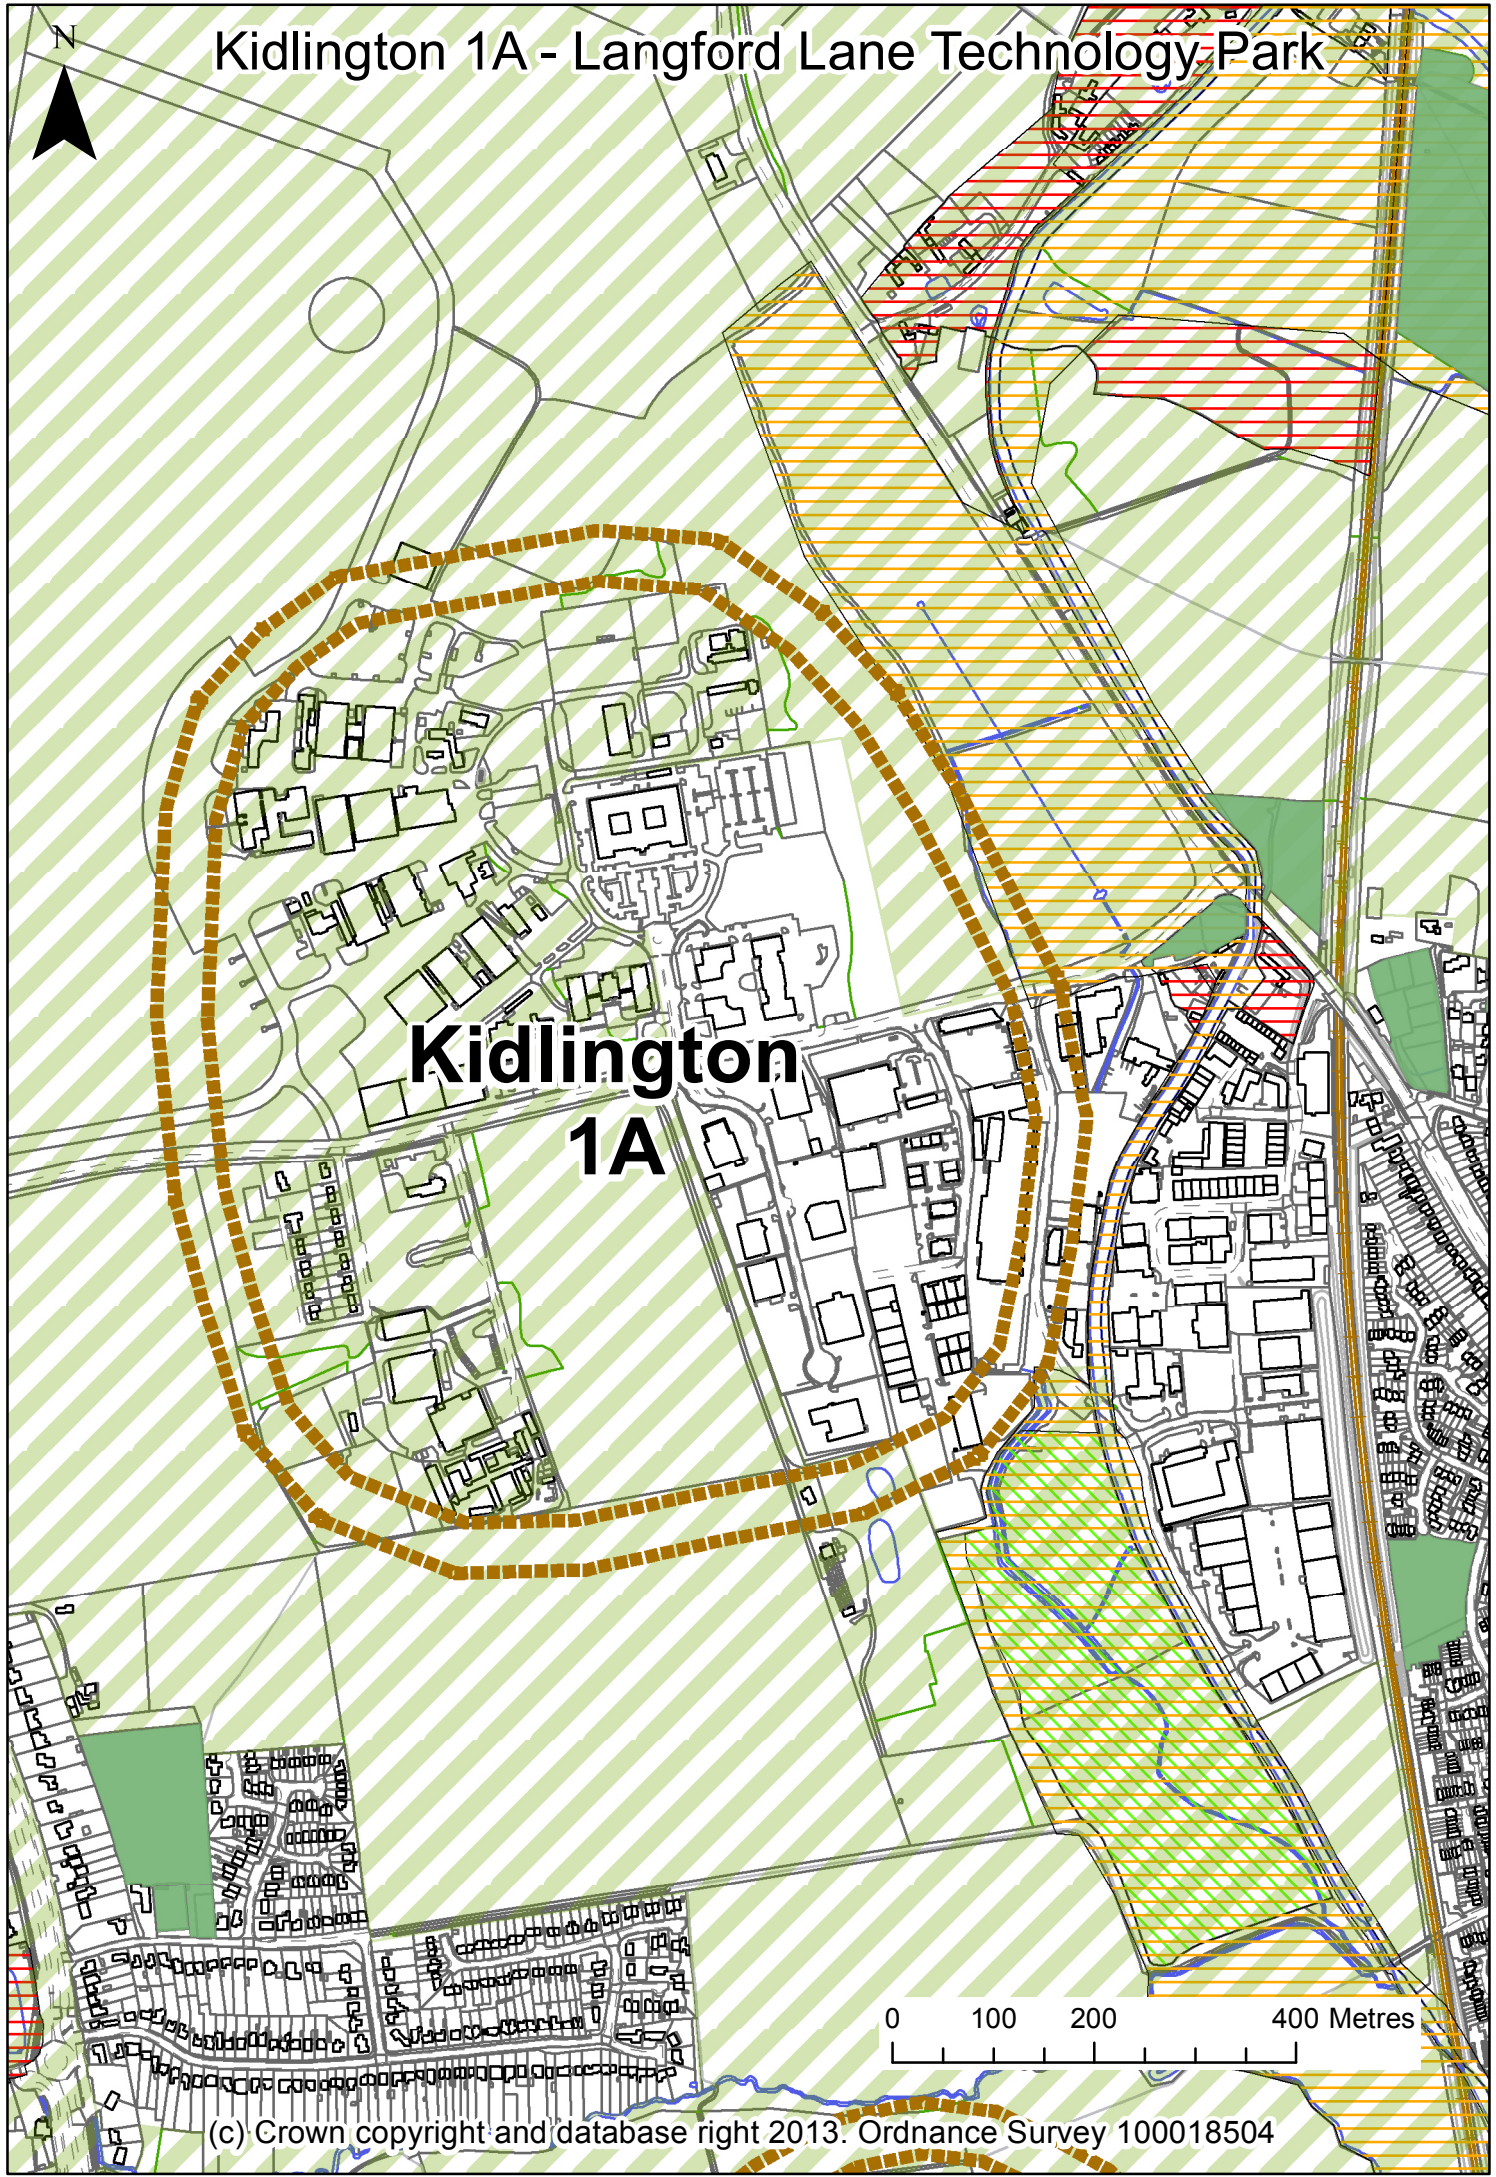 N
Kidlington 1A - Langford Lane Technology Park
Kidlington
1A
0 100 200 400 Metres
(c) Crown copyright and database right 2013. Ordnance Survey 100018504